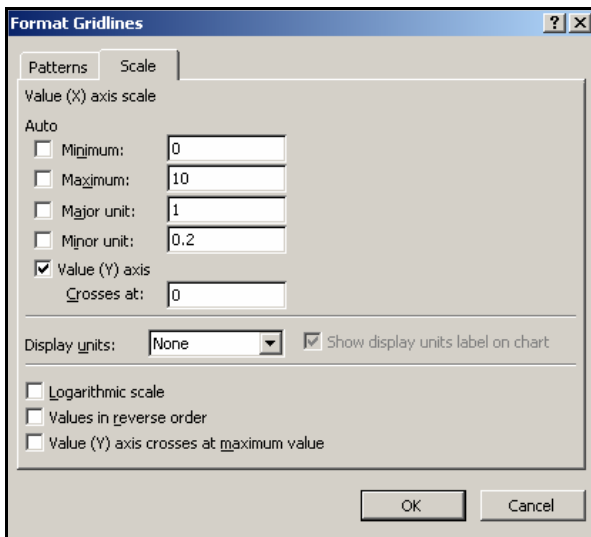 Format Gridlines
Patterns Scale
Value (X) axis scale
Auto
Minimum: 0
Maximum: 10
Major unit: 1
Minor unit: 0.2
Value (Y) axis
Crosses at: 0
Display units: None Show display units label on chart
Logarithmic scale
Values in reverse order
Value (Y) axis crosses at maximum value
OK Cancel